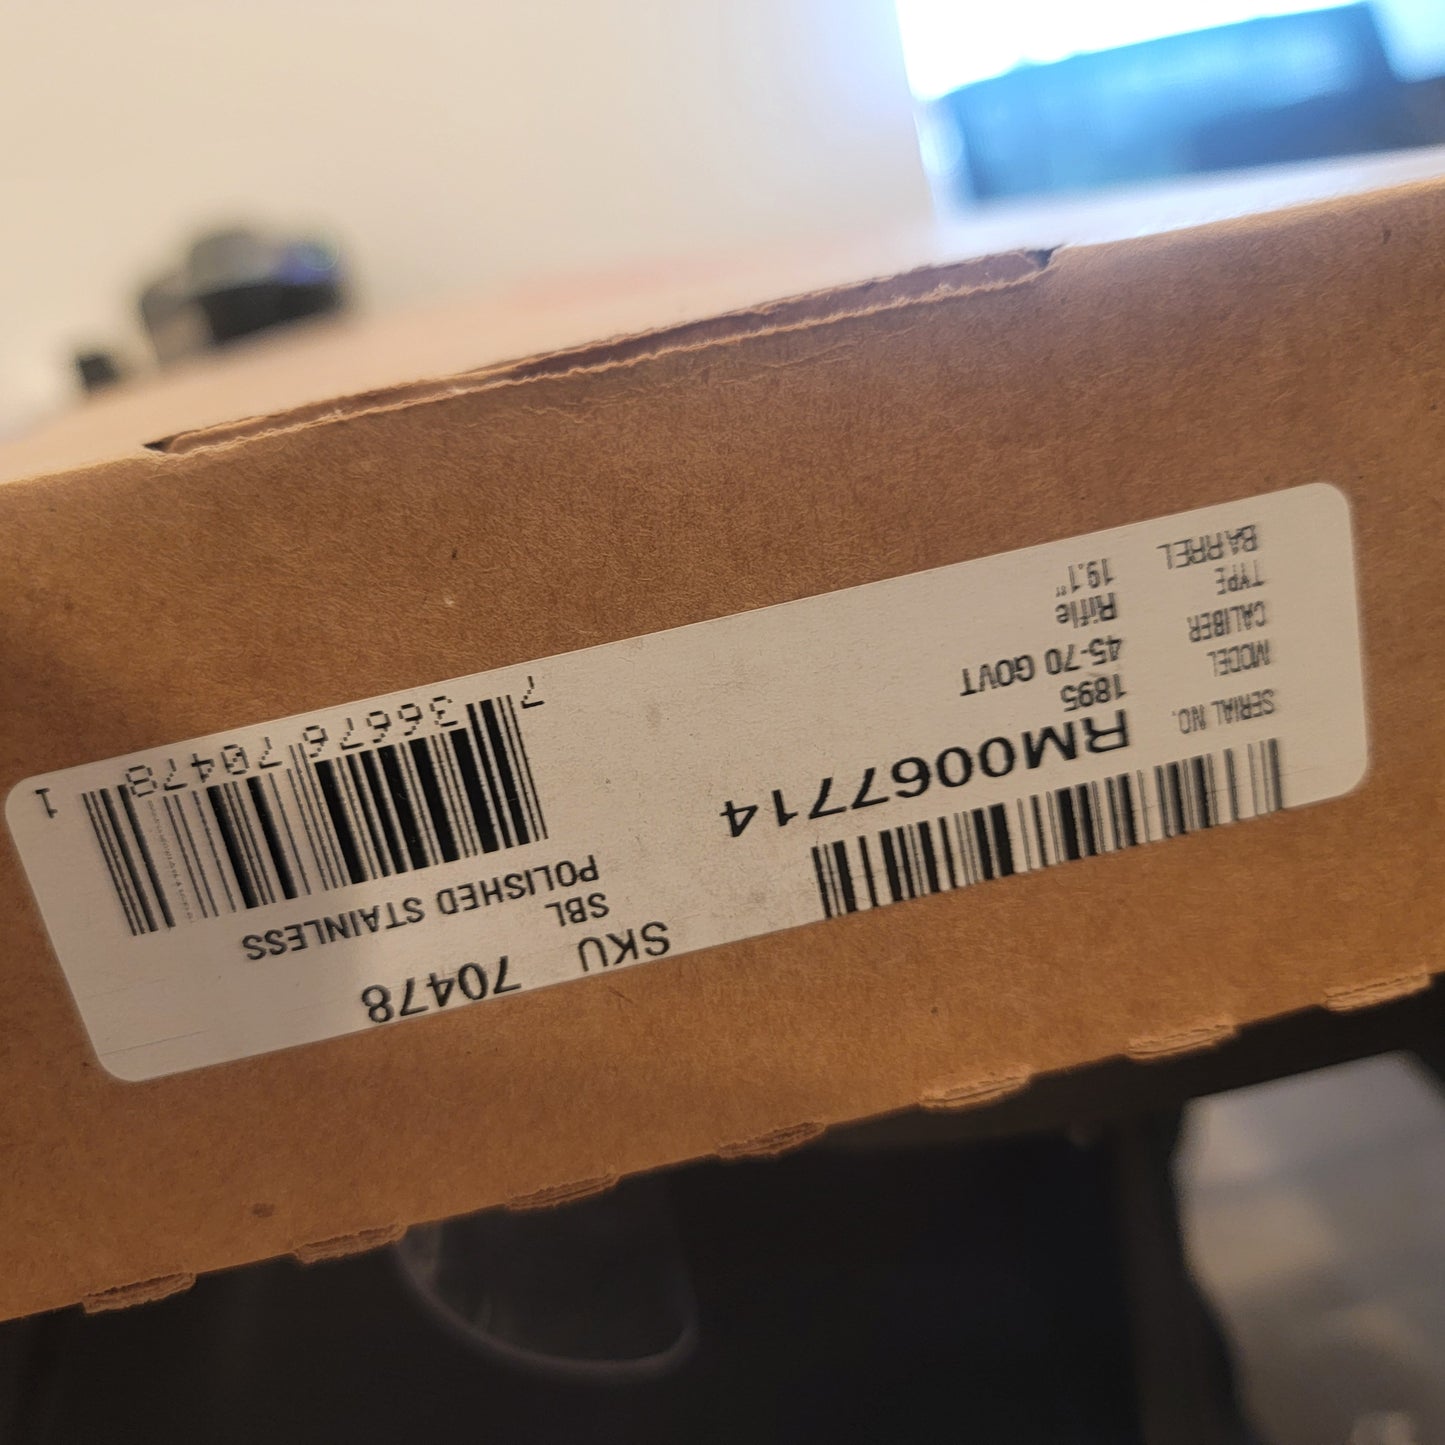 SKU 70478
SBL
POLISHED STAINLESS
7 36676 70478 1
SERIAL NO. RM0067714
MODEL 1895
CALIBER 45-70 GOVT
TYPE Rifle
BARREL 19.1"